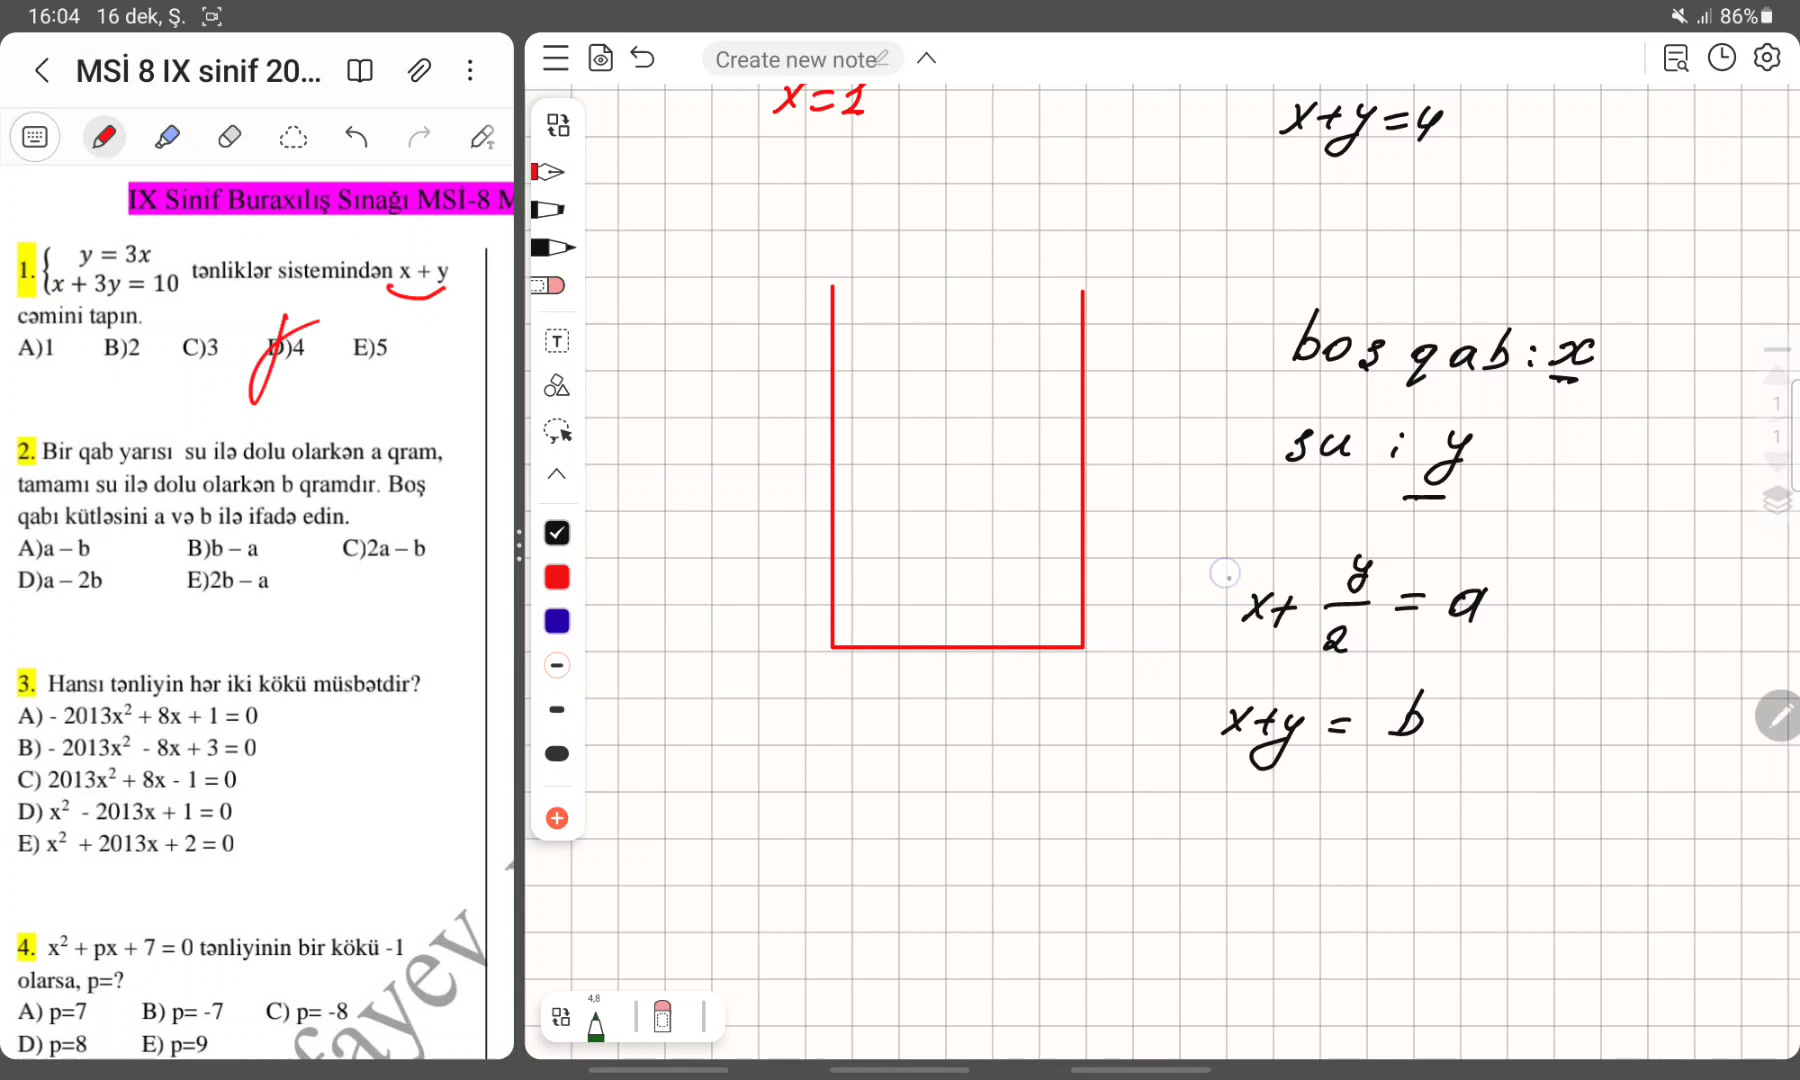 16:04 16 dek, Ş. 86%
MSİ 8 IX sinif 20...
IX Sinif Buraxılış Sınağı MSİ-8 M
1. { y = 3x
x + 3y = 10 tənliklər sistemindən x + y
cəmini tapın.
A)1 B)2 C)3 D)4 E)5
2. Bir qab yarısı su ilə dolu olarkən a qram,
tamamı su ilə dolu olarkən b qramdır. Boş
qabı kütləsini a və b ilə ifadə edin.
A)a – b B)b – a C)2a – b
D)a – 2b E)2b – a
3. Hansı tənliyin hər iki kökü müsbətdir?
A) - 2013x² + 8x + 1 = 0
B) - 2013x² - 8x + 3 = 0
C) 2013x² + 8x - 1 = 0
D) x² - 2013x + 1 = 0
E) x² + 2013x + 2 = 0
4. x² + px + 7 = 0 tənliyinin bir kökü -1
olarsa, p=?
A) p=7 B) p= -7 C) p= -8
D) p=8 E) p=9
fayev
Create new note
x=1
x+y=4
boş qab: x
su : y
x+ y/2 = a
x+y = b
T
1
1
4,8